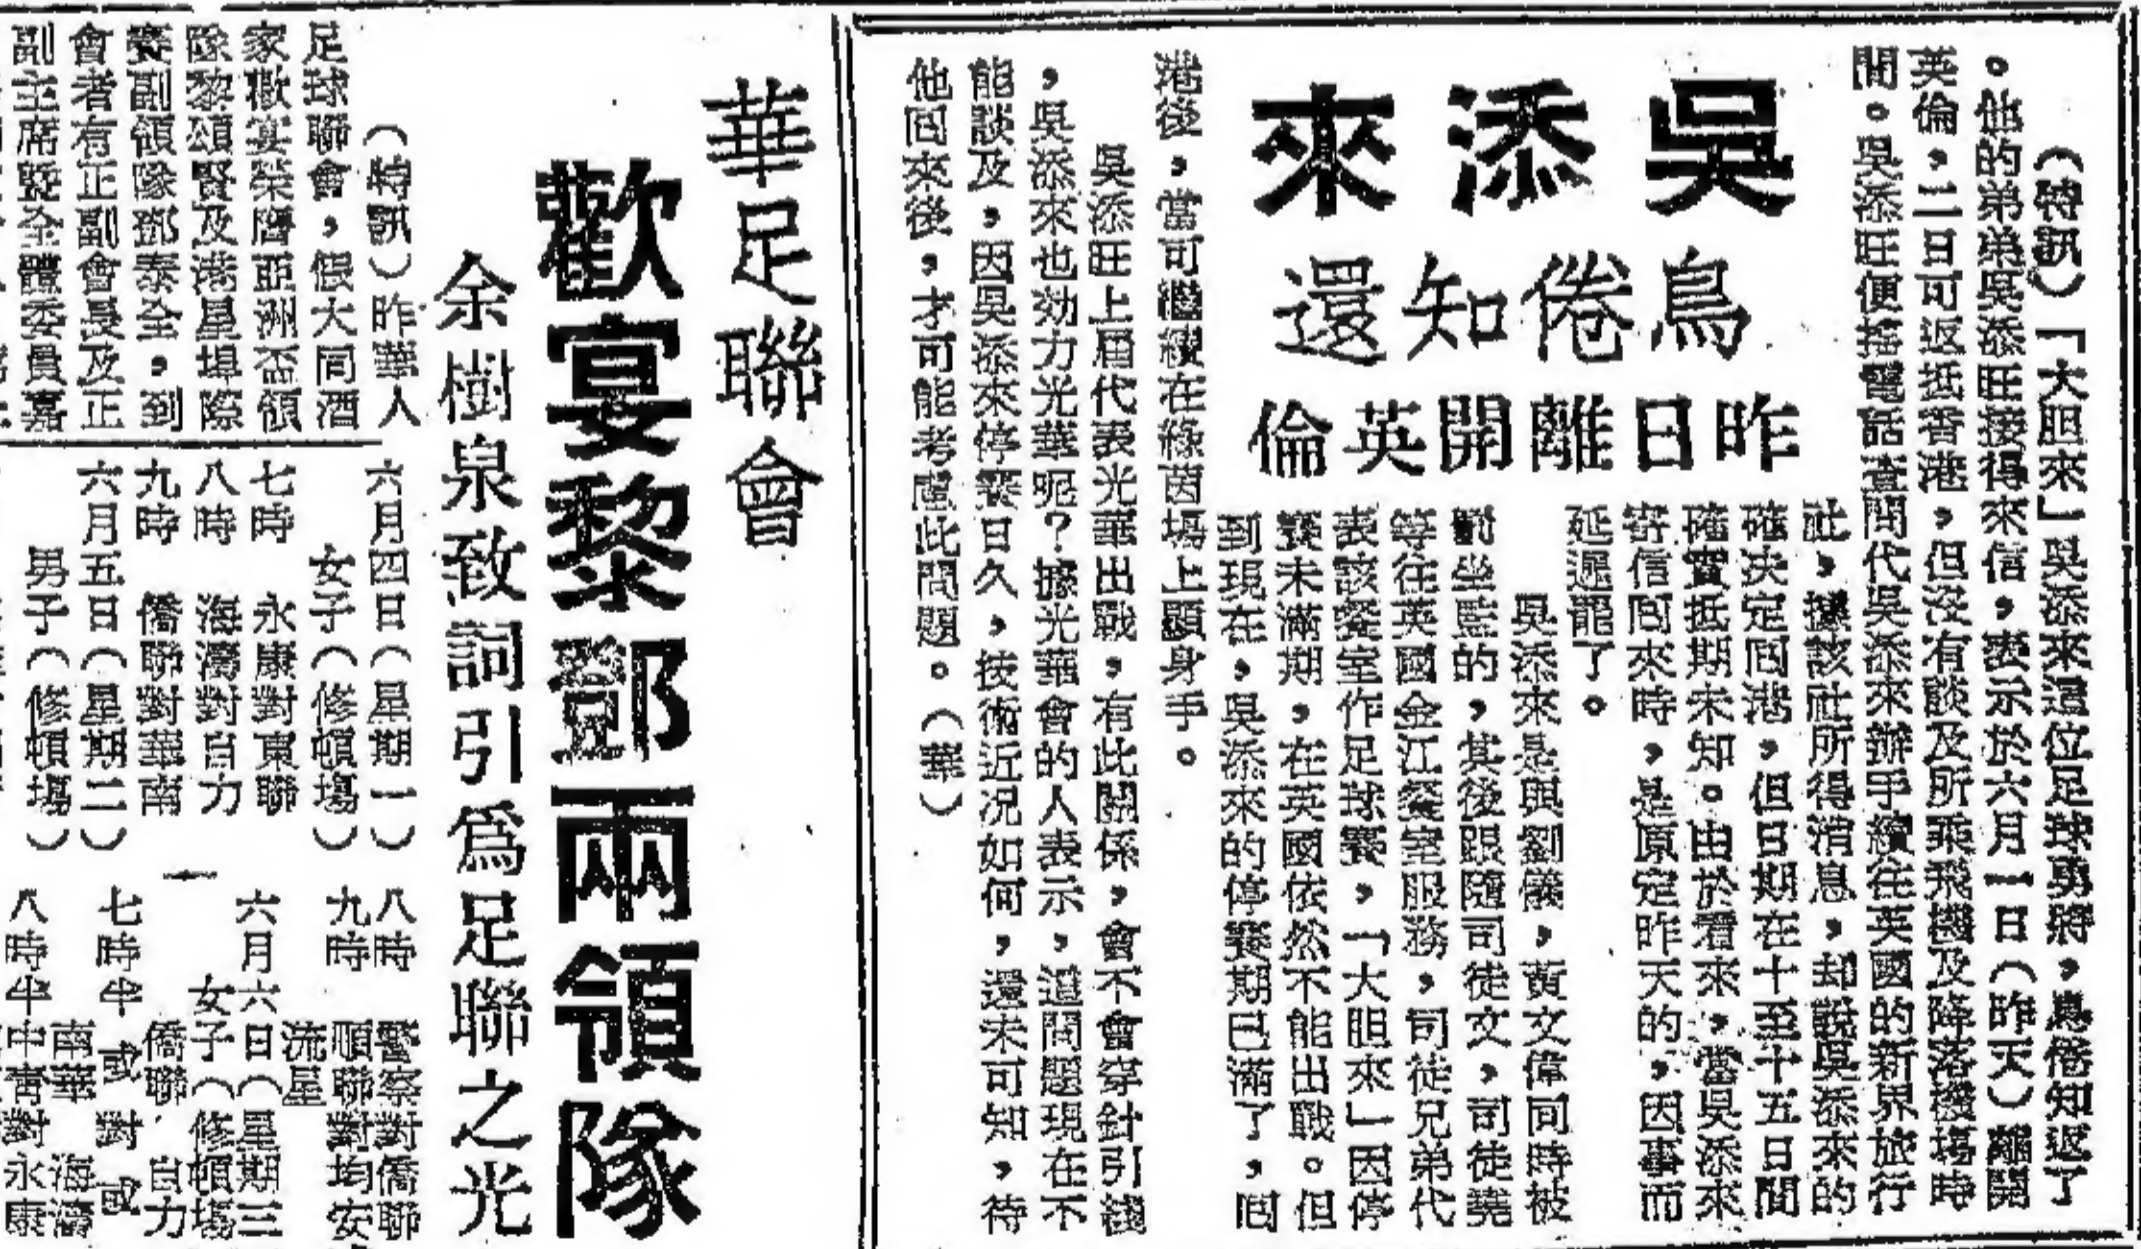 吳添來
鳥倦知還
昨日離開英倫
(特訊)「大胆來」吳添來這位足球勇將,鳥倦知返了
。他的弟弟吳添旺接得來信,表示於六月一日(昨天)離開
英倫,二日可返抵香港,但沒有談及所乘飛機及降落機場時
間。吳添旺便搖電話查問代吳添來辦手續往英國的新界旅行
社,據該社所得消息,却說吳添來的
確決定囘港,但日期在十至十五日間
確實抵期未知。由於看來,當吳添來
寄信囘來時,是原定昨天的,因事而
延遲罷了。
吳添來是與劉儀,黃文偉同時被
罰坐監的,其後跟隨司徒文,司徒堯
等往英國金江餐室服務,司徒兄弟代
表該餐室作足球賽,「大胆來」因停
賽未滿期,在英國依然不能出戰。但
到現在,吳添來的停賽期已滿了,囘
港後,當可繼續在綠茵場上顯身手。
吳添旺上屆代表光華出戰,有此關係,會不會穿針引綫
,吳添來也効力光華呢?據光華會的人表示,這問題現在不
能談及,因吳添來停賽日久,技術近况如何,還未可知,待
他囘來後,才可能考慮此問題。(華)
華足聯會
歡宴黎鄧兩領隊
余樹泉致詞引為足聯之光
(特訊)昨華人
足球聯會,假大同酒
家歡宴榮膺亞洲盃領
隊黎頌賢及港星埠際
賽副領隊鄧泰全,到
會者有正副會長及正
副主席暨全體委員嘉
六月四日(星期一)
女子(修頓場)
七時 永康對東聯
八時 海濤對自力
九時 僑聯對華南
六月五日(星期二)
男子(修頓場)
八時 警察對僑聯
九時 順聯對均安
流星
六月六日(星期三
女子(修頓場
僑聯 自力
七時半 或對或
南華 海濤
八時半中青對永康